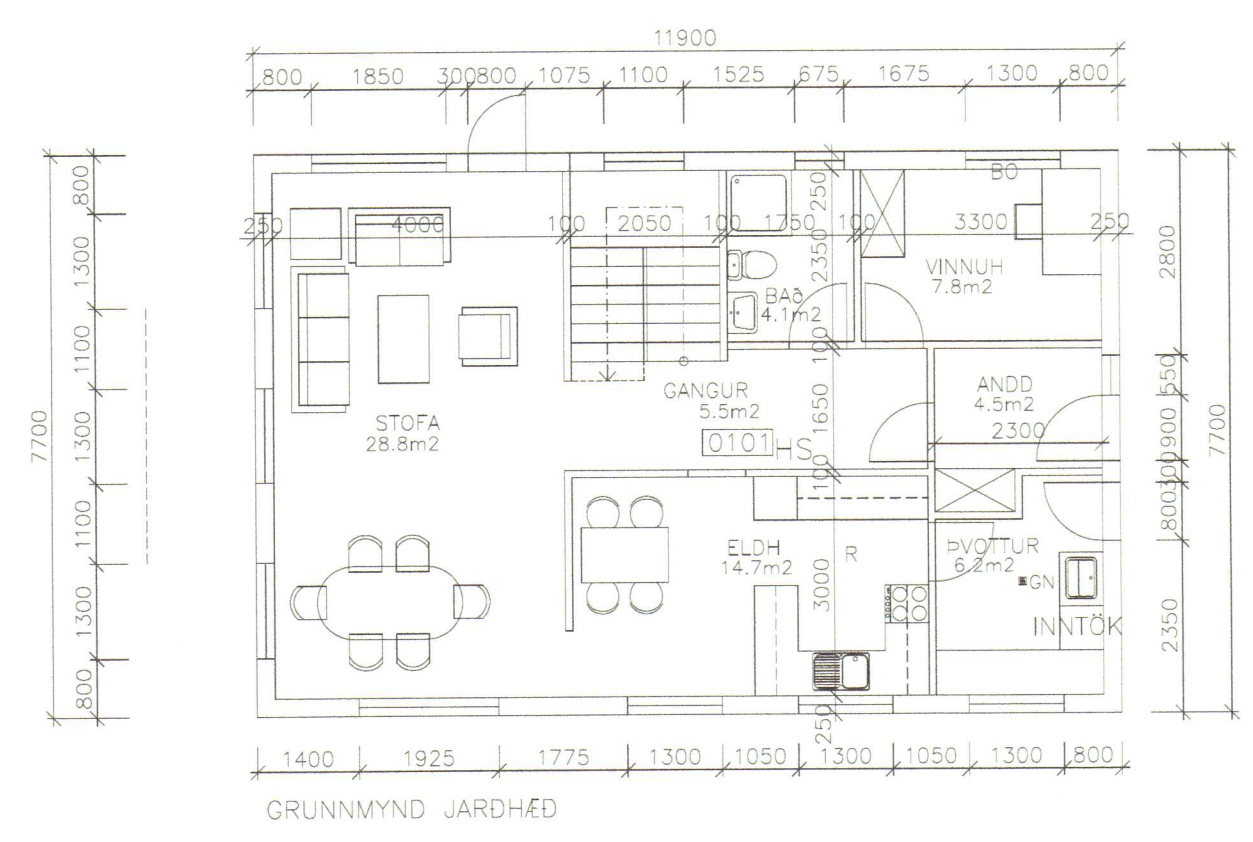 11900
800 1850 300 800 1075 1100 1525 675 1675 1300 800
BO
250 4000 100 2050 100 1750 100 3300 250
250
2350
100
1650
100
3000
250
VINNUH
7.8m2
BAð
4.1m2
GANGUR
5.5m2
ANDD
4.5m2
2300
STOFA
28.8m2
0101 HS
ELDH
14.7m2
R
ÞVOTTUR
6.2m2
GN
INNTÖK
7700
800
1300
1100
1300
1100
1300
800
2800
550
900
300
800
2350
7700
1400 1925 1775 1300 1050 1300 1050 1300 800
GRUNNMYND JARÐHÆÐ